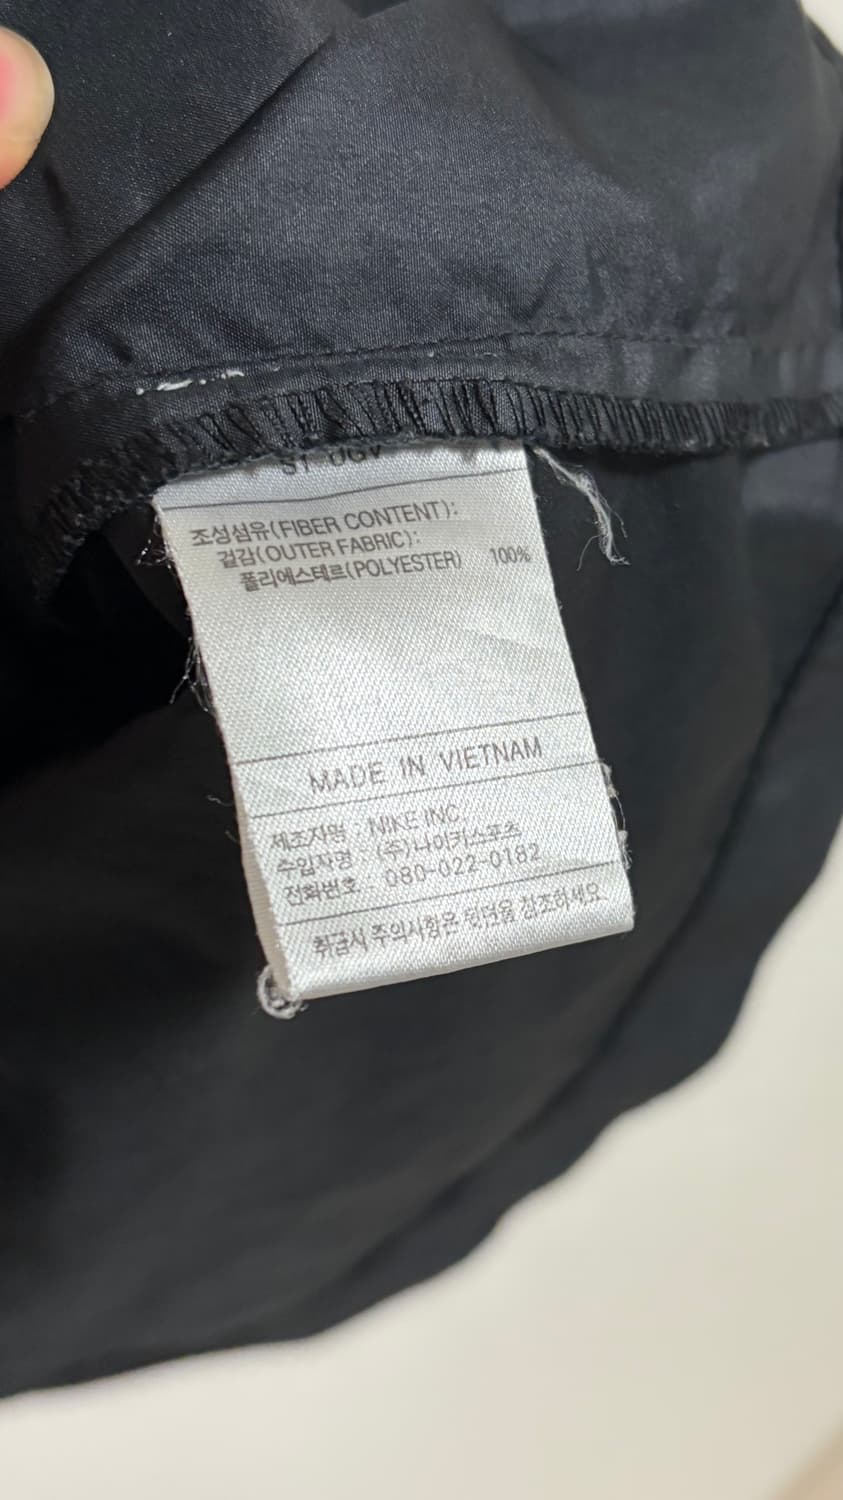 조성섬유(FIBER CONTENT):
겉감(OUTER FABRIC):
폴리에스테르(POLYESTER) 100%
MADE IN VIETNAM
제조자명 : NIKE INC.
수입자명 : (주)나이키스포츠
전화번호 : 080-022-0182
취급시 주의사항은 뒷면을 참조하세요.